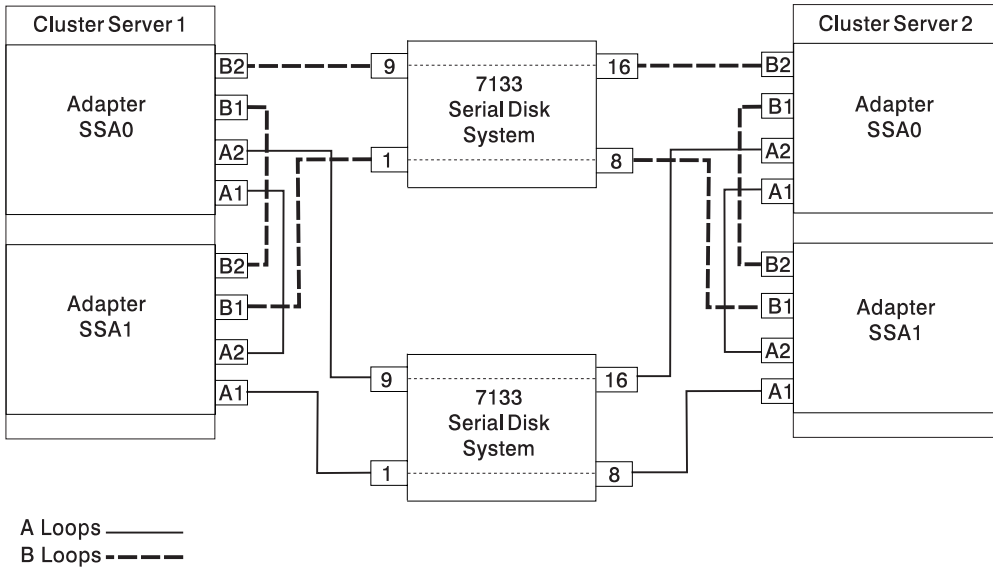 Cluster Server 1
Adapter
SSA0
B2
B1
A2
A1
Adapter
SSA1
B2
B1
A2
A1
9
16
7133
Serial Disk
System
1
8
9
16
7133
Serial Disk
System
1
8
Cluster Server 2
B2
B1
A2
A1
Adapter
SSA0
B2
B1
A2
A1
Adapter
SSA1
A Loops
B Loops